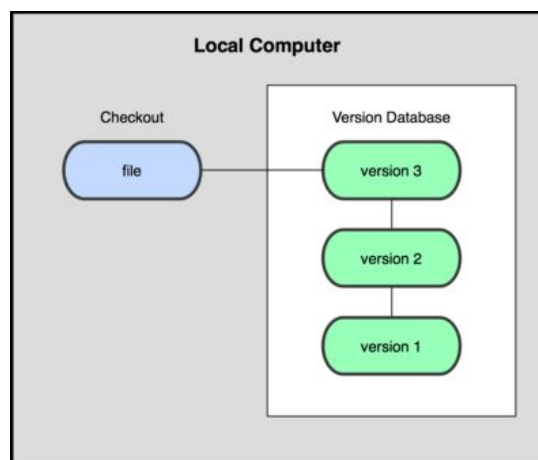 Local Computer
Checkout
Version Database
file
version 3
version 2
version 1